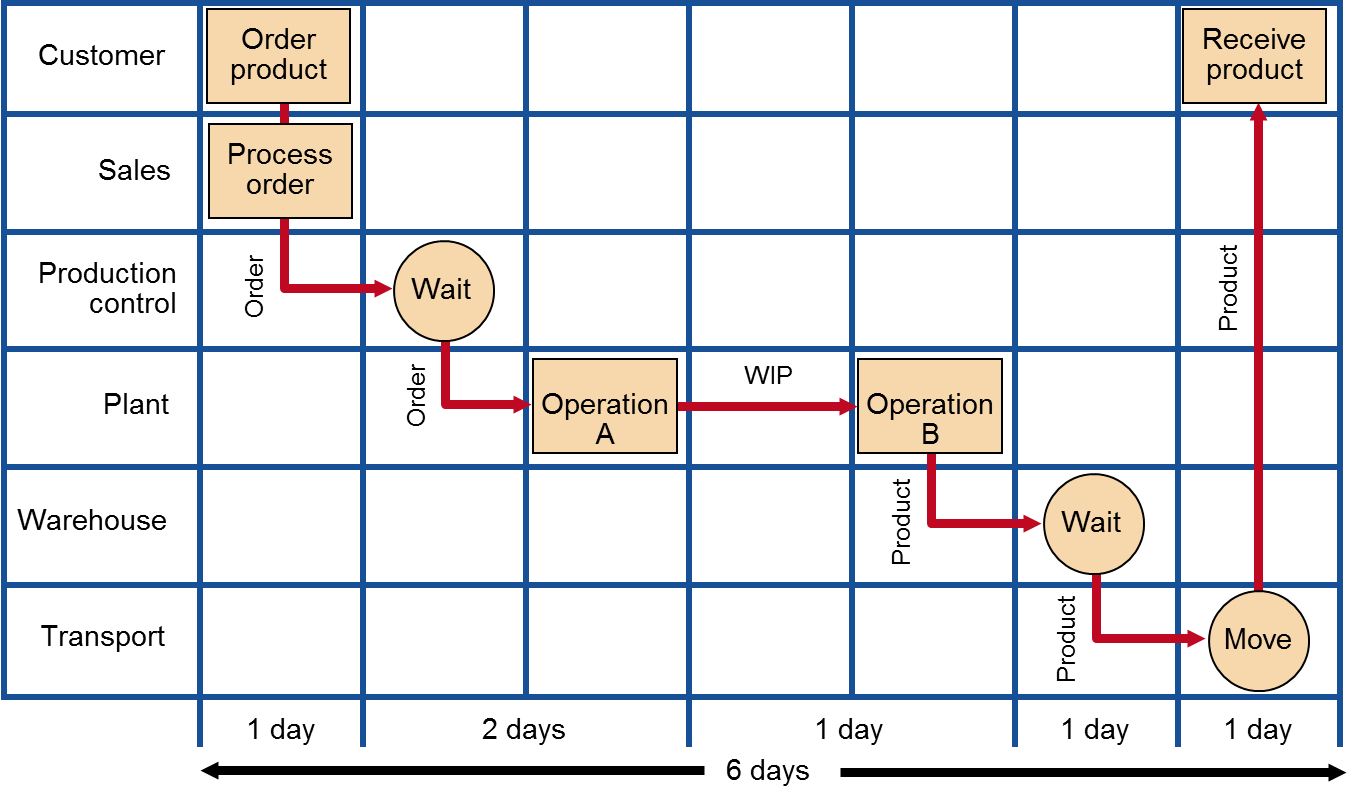 Customer
Order
product
Receive
product
Sales
Process
order
Production
control
Order
Wait
Product
Plant
Order
Operation
A
WIP
Operation
B
Warehouse
Product
Wait
Transport
Product
Move
1 day
2 days
1 day
1 day
1 day
6 days